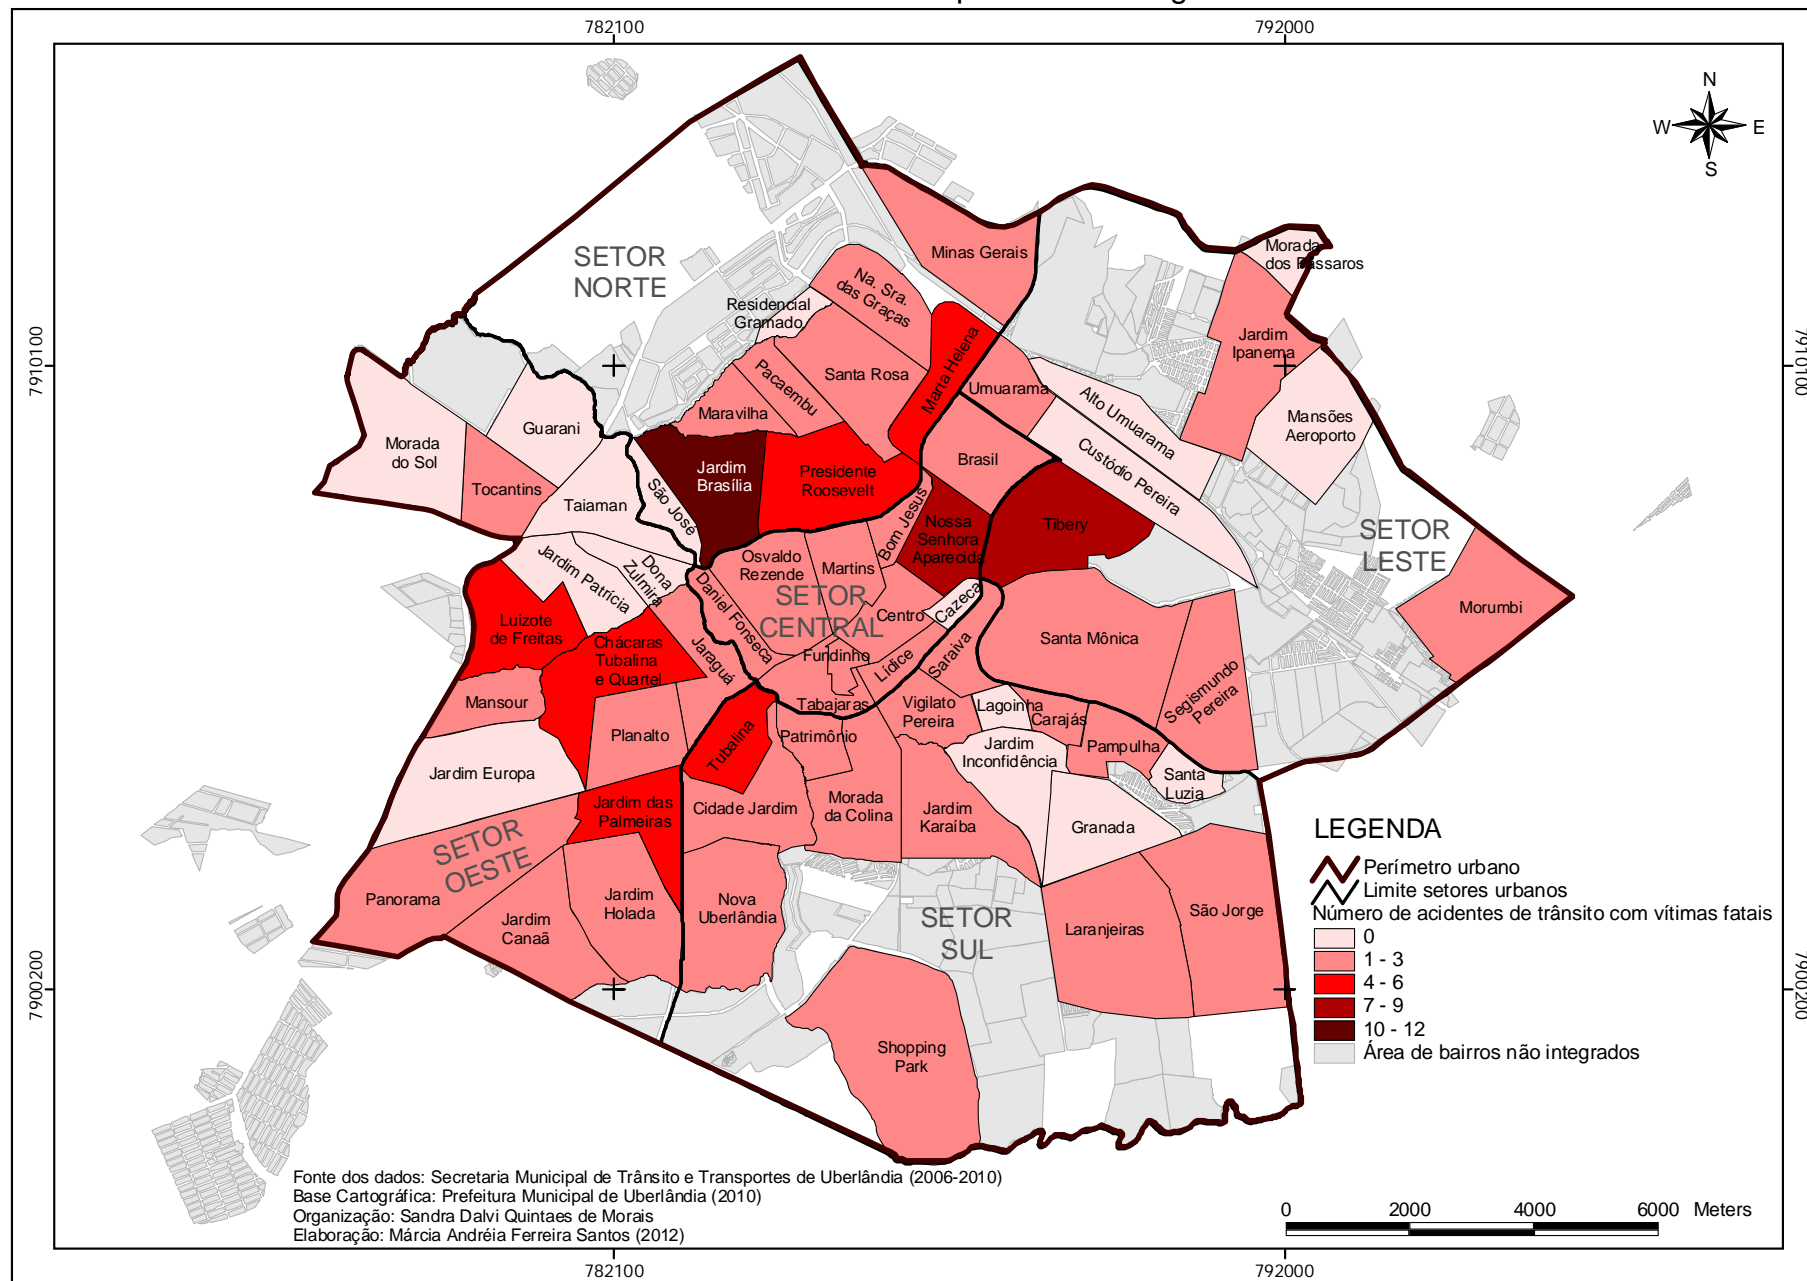 782100
792000
N
W
E
S
SETOR
NORTE
Minas Gerais
Morada
dos Pássaros
Na. Sra.
das Graças
Residencial
Gramado
Jardim
Ipanema
7910100
7910100
Marta Helena
Santa Rosa
Pacaembu
Maravilha
Umuarama
Alto Umuarama
Mansões
Aeroporto
Guarani
Morada
do Sol
Tocantins
Taiaman
São José
Jardim
Brasília
Presidente
Roosevelt
Brasil
Custódio Pereira
Bom Jesus
Nossa
Senhora
Aparecida
Tibery
SETOR
LESTE
Jardim Patrícia
Dona
Zulmira
Osvaldo
Rezende
Martins
Daniel Fonseca
SETOR
CENTRAL
Centro
Cazeca
Morumbi
Luizote
de Freitas
Chácaras
Tubalina
e Quartel
Jaraguá
Fundinho
Lídice
Saraiva
Santa Mônica
Segismundo
Pereira
Mansour
Planalto
Tubalina
Tabajaras
Patrimônio
Vigilato
Pereira
Lagoinha
Carajás
Pampulha
Jardim
Inconfidência
Santa
Luzia
Jardim Europa
Jardim das
Palmeiras
Cidade Jardim
Morada
da Colina
Jardim
Karaíba
Granada
SETOR
OESTE
Panorama
Jardim
Canaã
Jardim
Holada
Nova
Uberlândia
SETOR
SUL
Laranjeiras
São Jorge
Shopping
Park
LEGENDA
Perímetro urbano
Limite setores urbanos
Número de acidentes de trânsito com vítimas fatais
0
1 - 3
4 - 6
7 - 9
10 - 12
Área de bairros não integrados
7900200
7900200
Fonte dos dados: Secretaria Municipal de Trânsito e Transportes de Uberlândia (2006-2010)
Base Cartográfica: Prefeitura Municipal de Uberlândia (2010)
Organização: Sandra Dalvi Quintaes de Morais
Elaboração: Márcia Andréia Ferreira Santos (2012)
0 2000 4000 6000 Meters
782100
792000